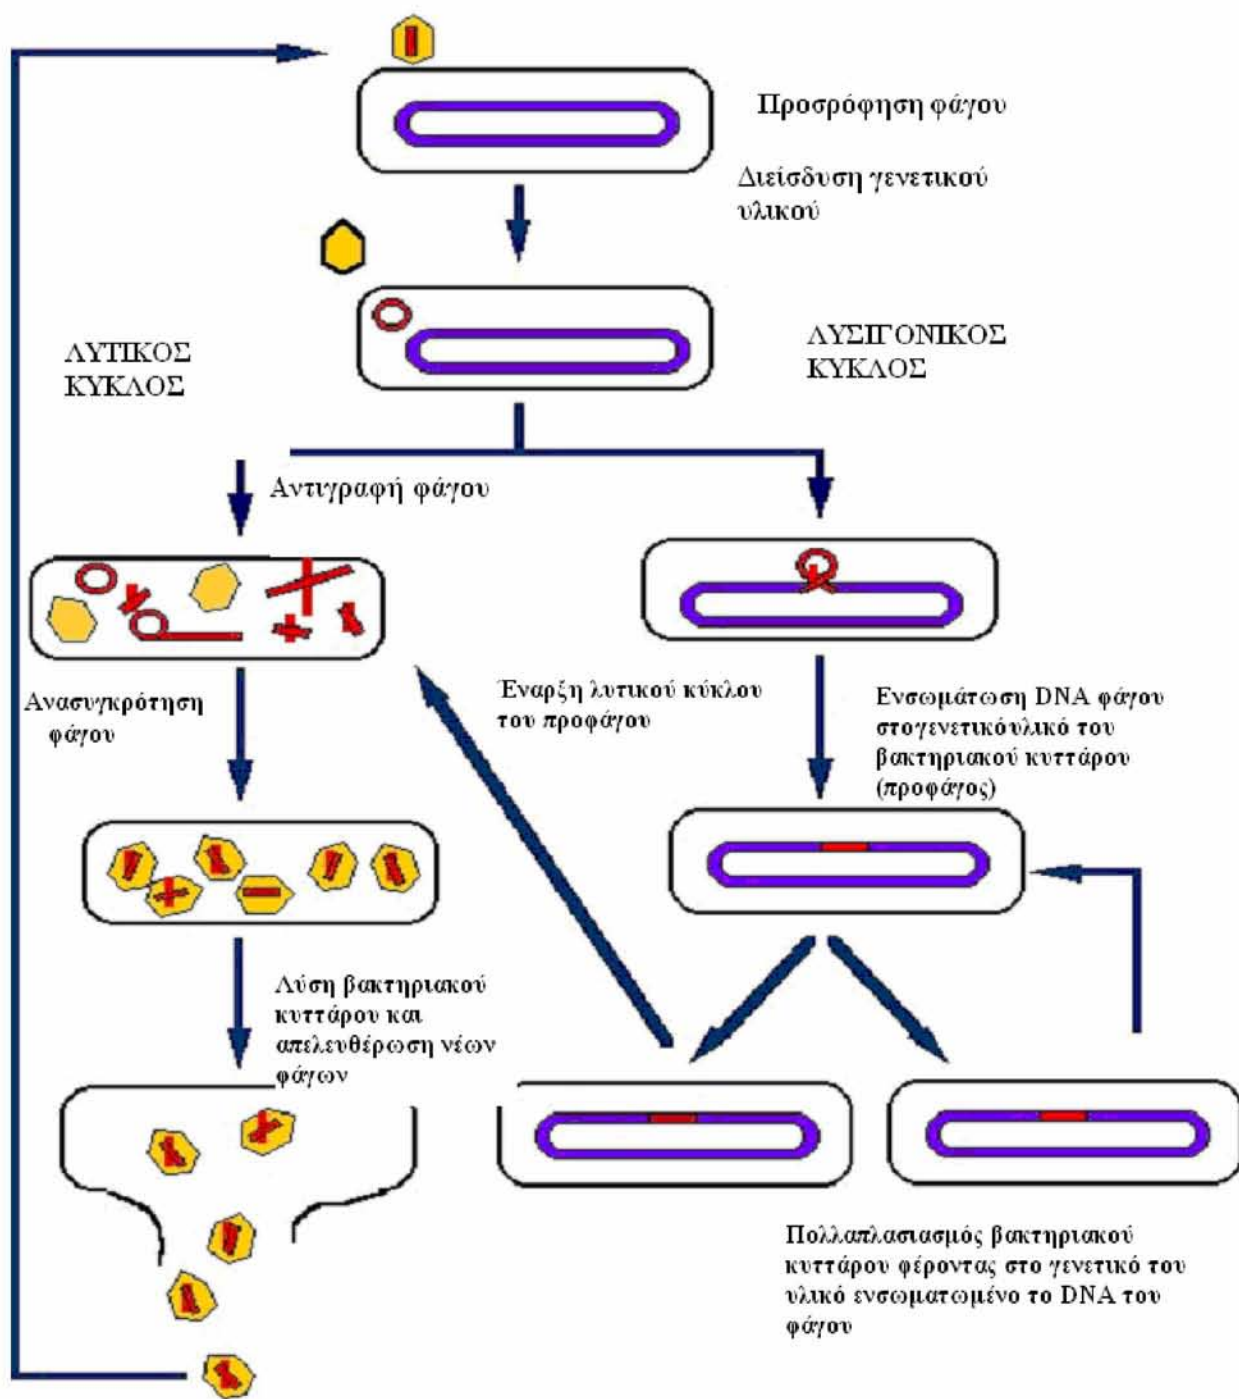 Προσρόφηση φάγου
Διείσδυση γενετικού
υλικού
ΛΥΤΙΚΟΣ
ΚΥΚΛΟΣ
ΛΥΣΙΓΟΝΙΚΟΣ
ΚΥΚΛΟΣ
Αντιγραφή φάγου
Ανασυγκρότηση
φάγου
Έναρξη λυτικού κύκλου
του προφάγου
Ενσωμάτωση DNA φάγου
στογενετικόυλικό του
βακτηριακού κυττάρου
(προφάγος)
Λύση βακτηριακού
κυττάρου και
απελευθέρωση νέων
φάγων
Πολλαπλασιασμός βακτηριακού
κυττάρου φέροντας στο γενετικό του
υλικό ενσωματωμένο το DNA του
φάγου